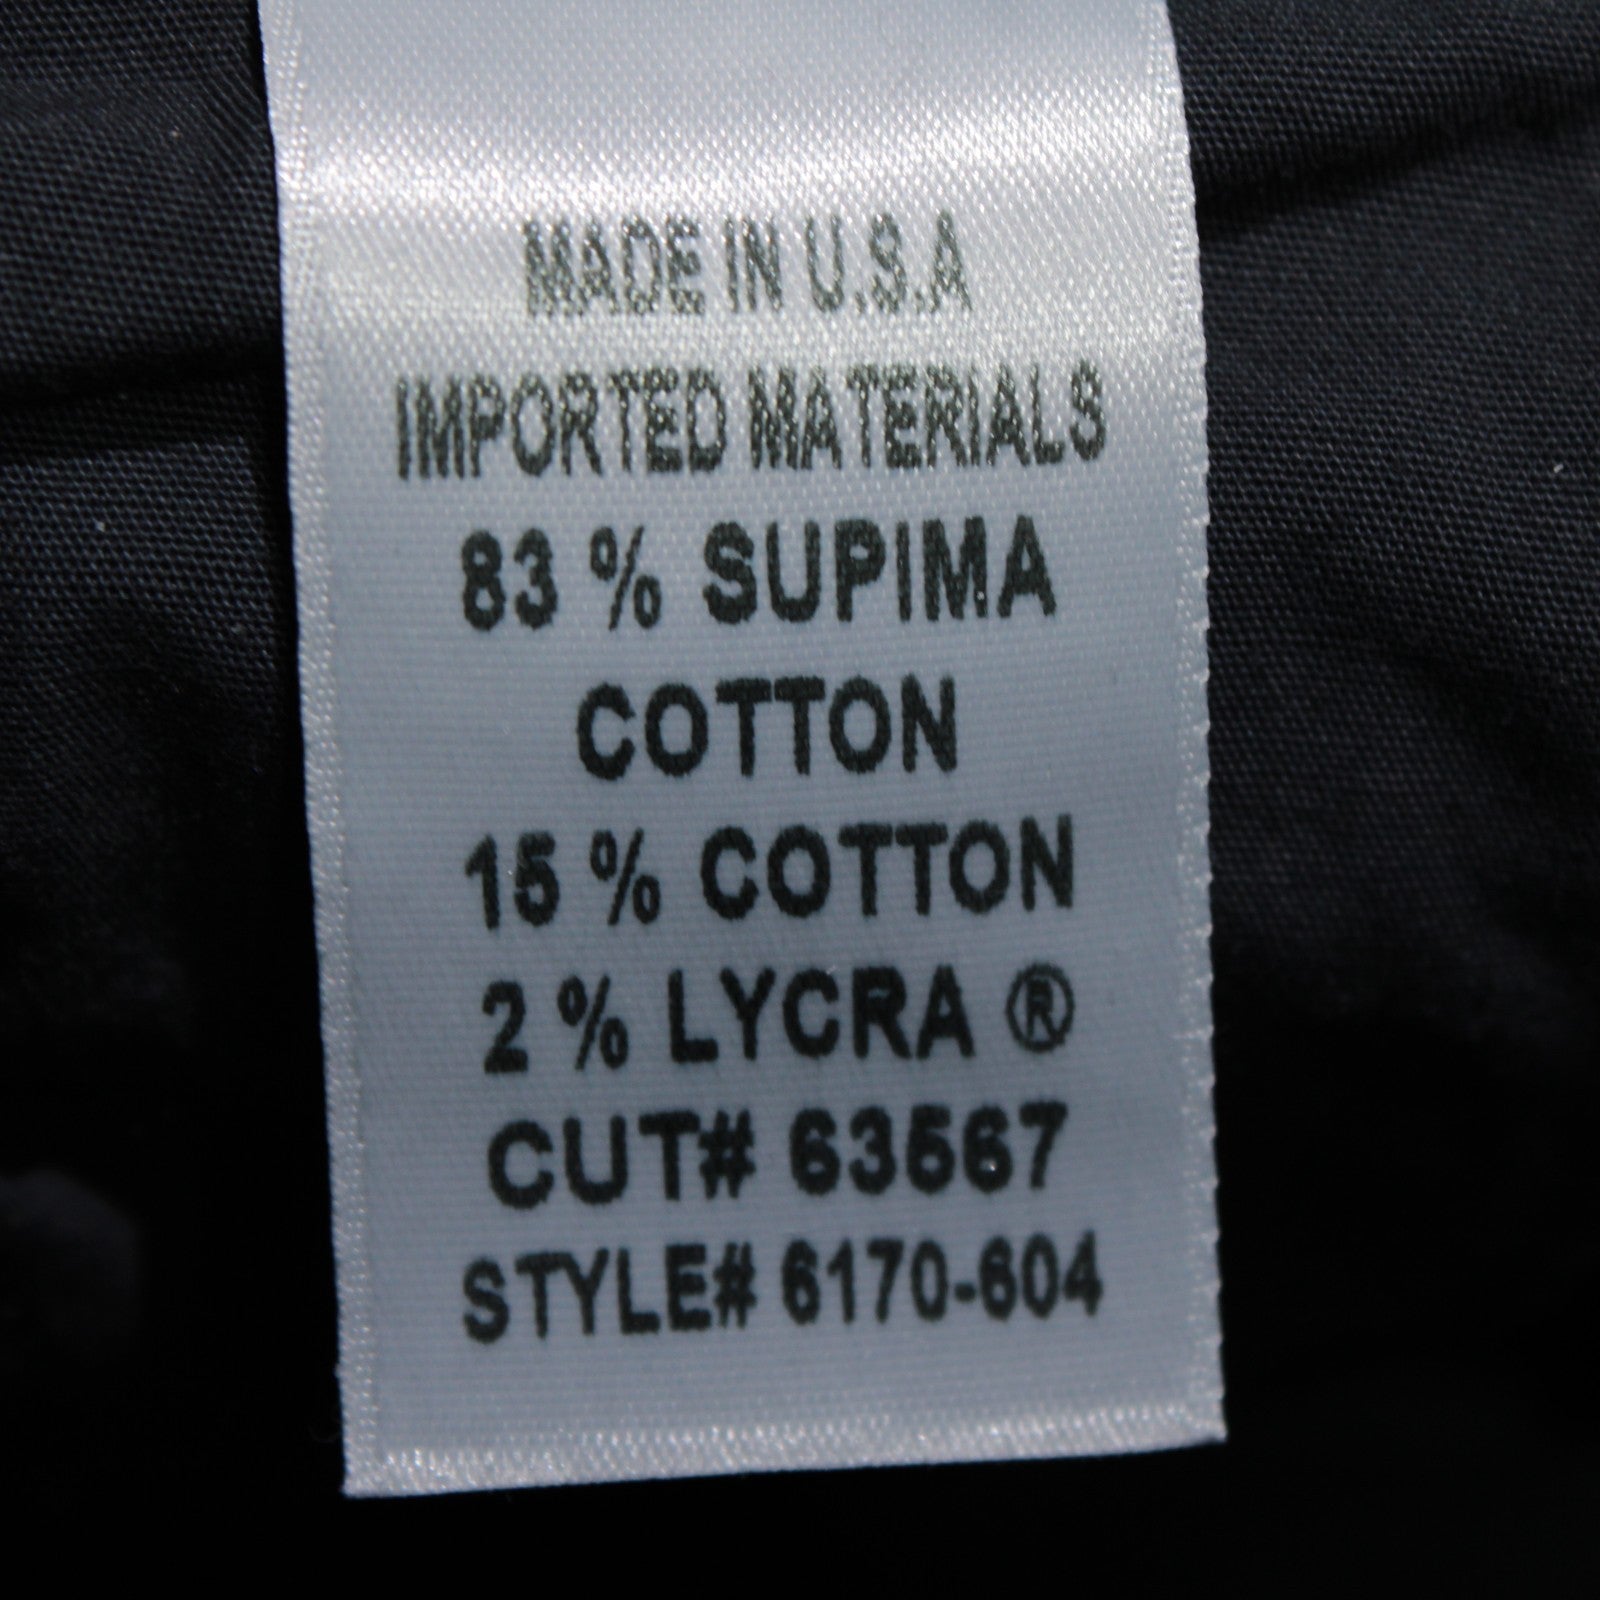 MADE IN U.S.A
IMPORTED MATERIALS
83 % SUPIMA
COTTON
15 % COTTON
2 % LYCRA ®
CUT# 63567
STYLE# 6170-604